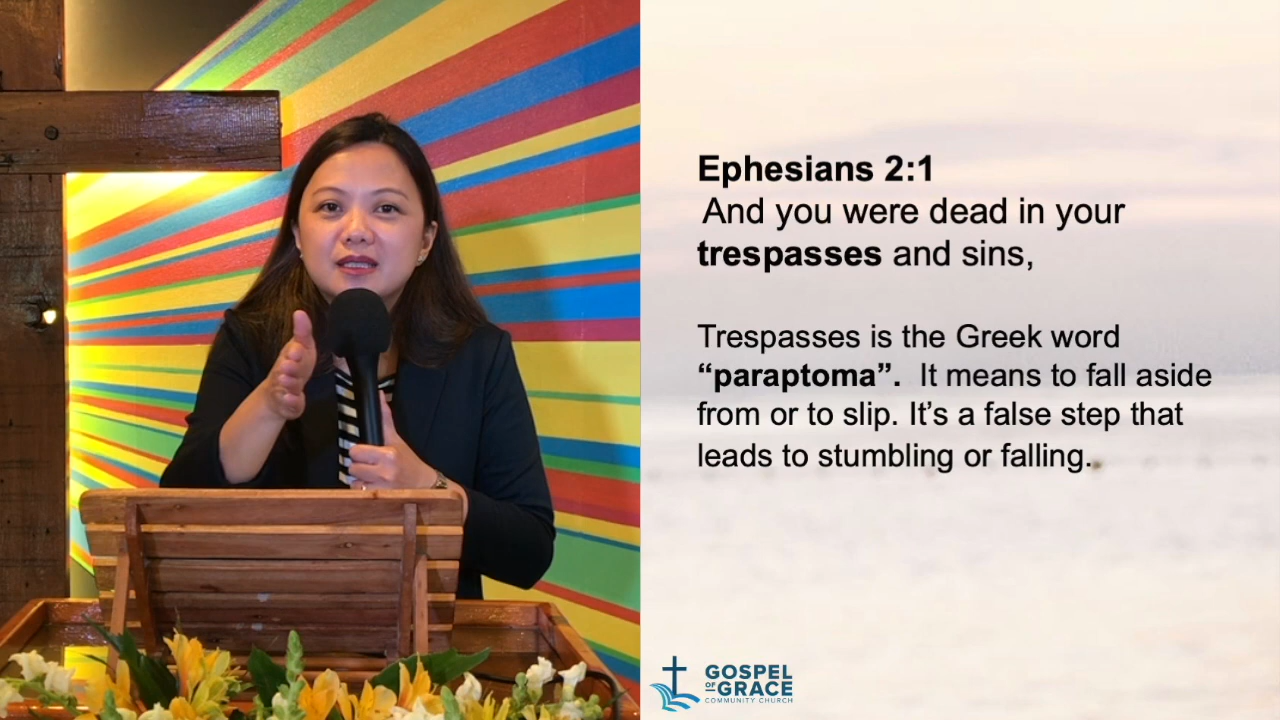 Ephesians 2:1
And you were dead in your
trespasses and sins,
Trespasses is the Greek word
“paraptoma”. It means to fall aside
from or to slip. It’s a false step that
leads to stumbling or falling.
GOSPEL
OF GRACE
COMMUNITY CHURCH